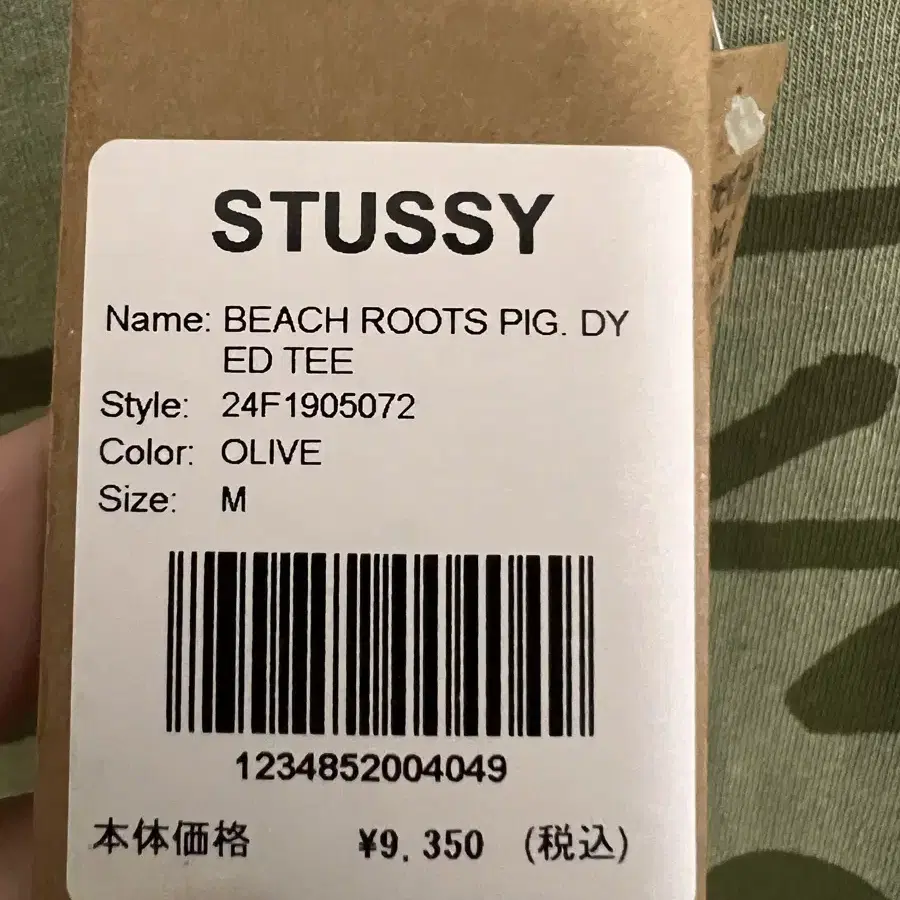 STUSSY
Name: BEACH ROOTS PIG. DY
ED TEE
Style: 24F1905072
Color: OLIVE
Size: M
1234852004049
本体価格 ¥9,350 (税込)